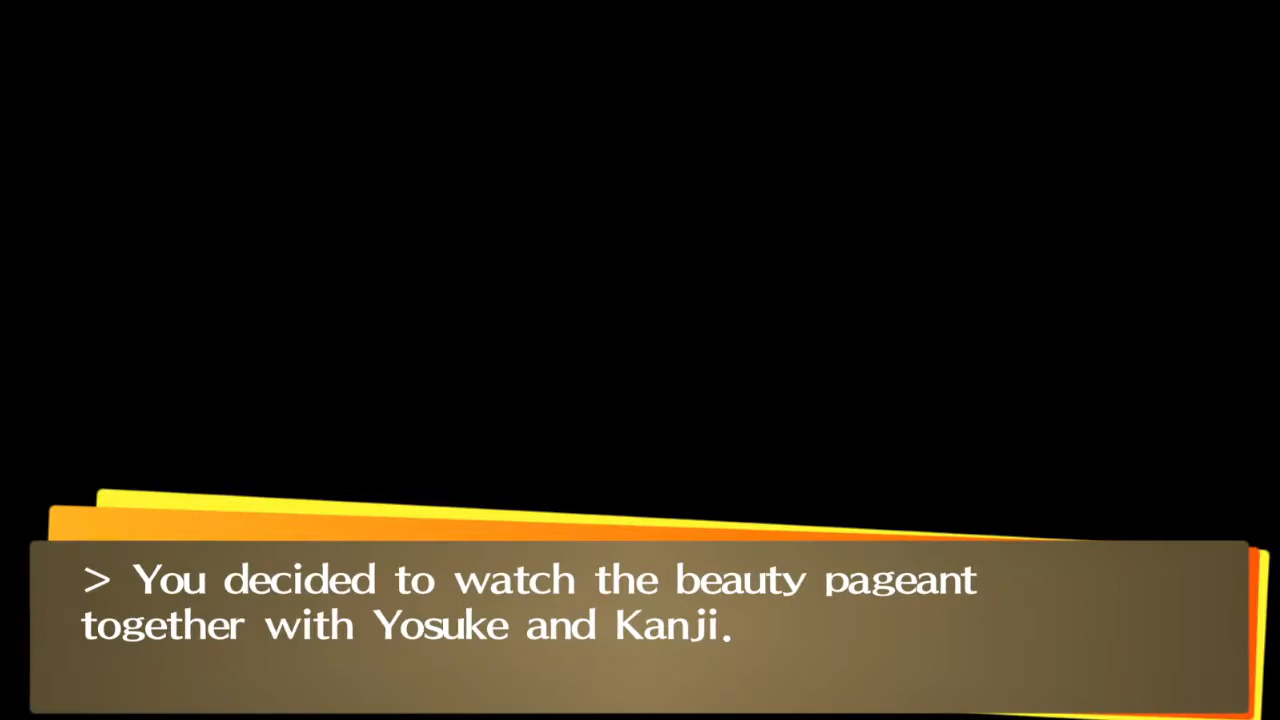 > You decided to watch the beauty pageant
together with Yosuke and Kanji.